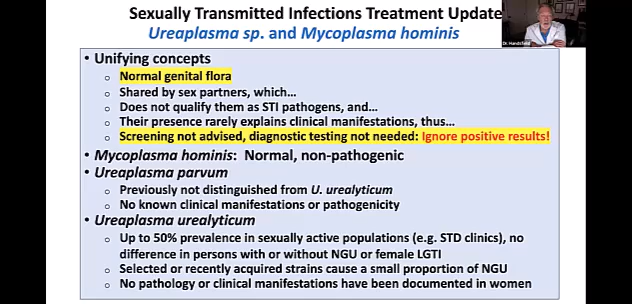 Sexually Transmitted Infections Treatment Update
Ureaplasma sp. and Mycoplasma hominis
Dr. Handsfield
• Unifying concepts
○ Normal genital flora
○ Shared by sex partners, which…
○ Does not qualify them as STI pathogens, and…
○ Their presence rarely explains clinical manifestations, thus…
○ Screening not advised, diagnostic testing not needed: Ignore positive results!
• Mycoplasma hominis: Normal, non-pathogenic
• Ureaplasma parvum
○ Previously not distinguished from U. urealyticum
○ No known clinical manifestations or pathogenicity
• Ureaplasma urealyticum
○ Up to 50% prevalence in sexually active populations (e.g. STD clinics), no
difference in persons with or without NGU or female LGTI
○ Selected or recently acquired strains cause a small proportion of NGU
○ No pathology or clinical manifestations have been documented in women